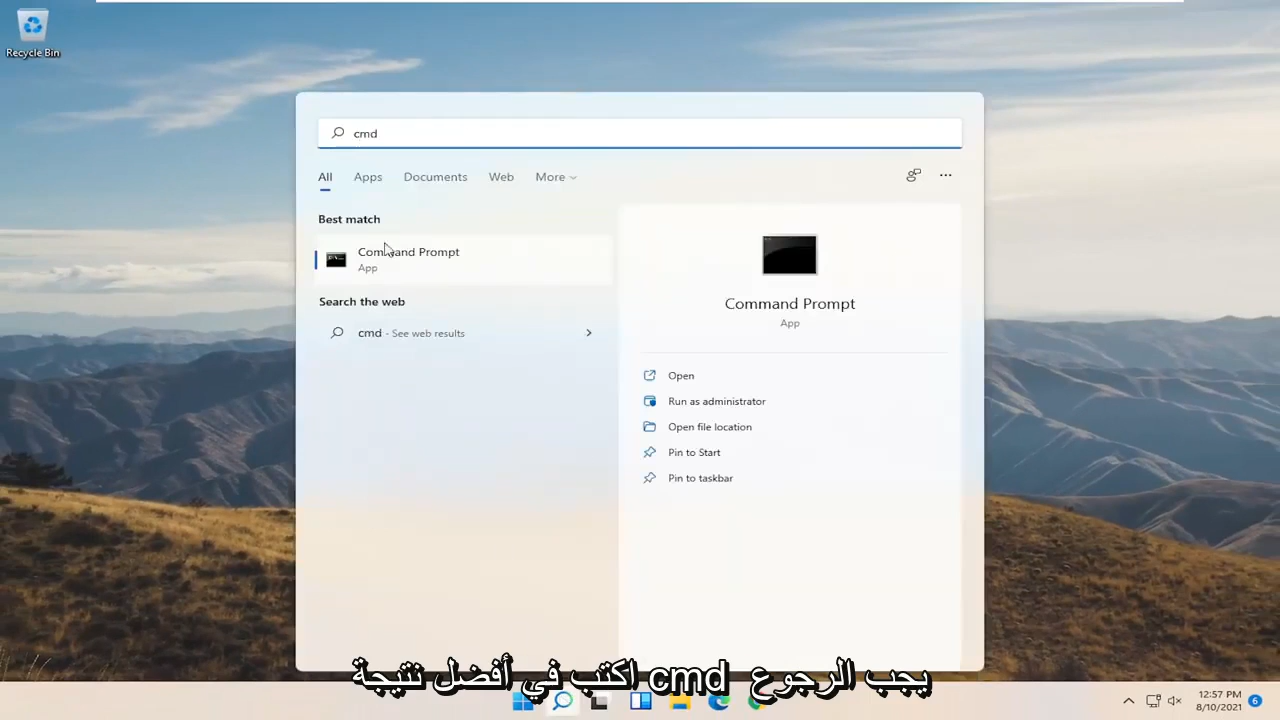 Recycle Bin
cmd
All Apps Documents Web More
Best match
Command Prompt
App
Search the web
cmd - See web results
Command Prompt
App
Open
Run as administrator
Open file location
Pin to Start
Pin to taskbar
اكتب في أفضل نتيجة cmd يجب الرجوع
12:57 PM
8/10/2021
6